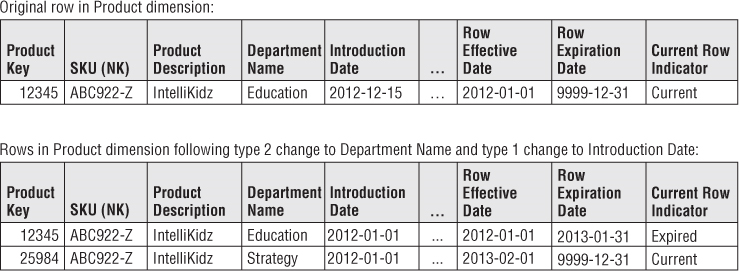 Original row in Product dimension:
Product Key SKU (NK) Product Description Department Name Introduction Date ... Row Effective Date Row Expiration Date Current Row Indicator
12345 ABC922-Z IntelliKidz Education 2012-12-15 ... 2012-01-01 9999-12-31 Current
Rows in Product dimension following type 2 change to Department Name and type 1 change to Introduction Date:
Product Key SKU (NK) Product Description Department Name Introduction Date ... Row Effective Date Row Expiration Date Current Row Indicator
12345 ABC922-Z IntelliKidz Education 2012-01-01 ... 2012-01-01 2013-01-31 Expired
25984 ABC922-Z IntelliKidz Strategy 2012-01-01 ... 2013-02-01 9999-12-31 Current